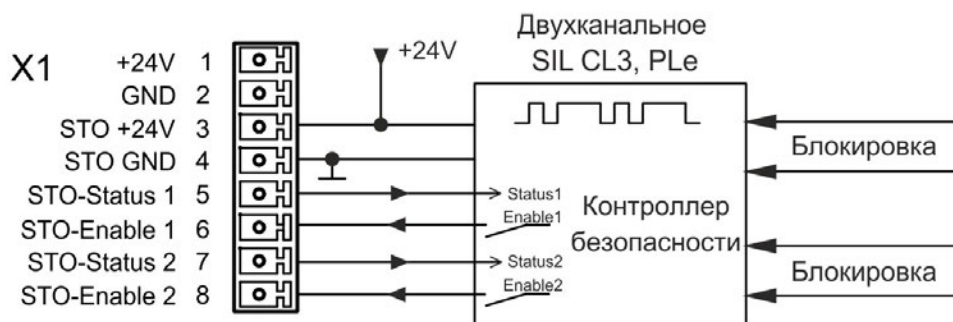 Двухканальное
SIL CL3, PLe
X1
+24V 1
+24V
GND 2
STO +24V 3
STO GND 4
STO-Status 1 5
STO-Enable 1 6
STO-Status 2 7
STO-Enable 2 8
Status1
Enable1
Status2
Enable2
Контроллер
безопасности
Блокировка
Блокировка